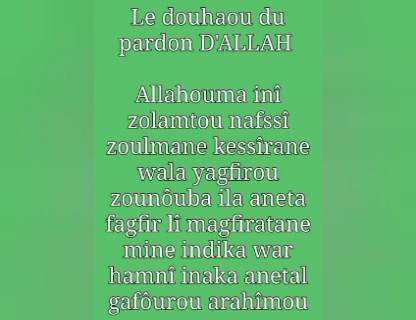 Le douhaou du
pardon D'ALLAH
Allahouma inî
zolamtou nafssî
zoulmane kessîrane
wala yagfirou
zounôuba ila aneta
fagfir lî magfiratane
mine indika war
hamnî inaka anetal
gafôurou arahîmou